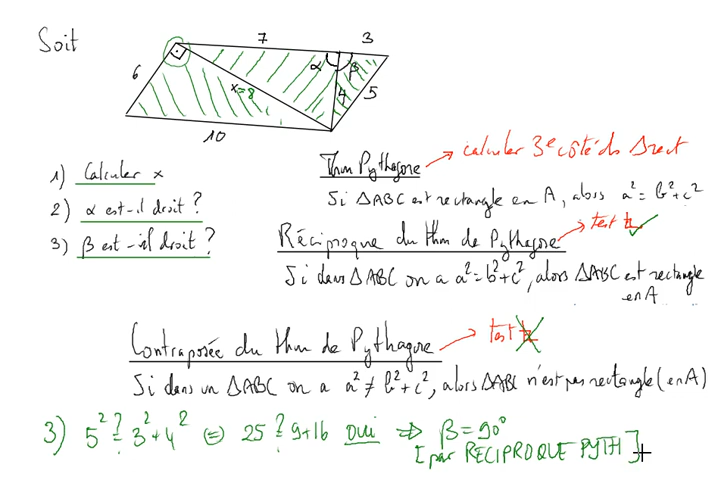 Soit
7
3
6
α
β
x=8
4
5
10
1) Calculer x
2) α est-il droit ?
3) β est-il droit ?
Thm Pythagore → calculer 3e côté ds Δrect
Si ΔABC est rectangle en A, alors a² = b²+c²
Réciproque du thm de Pythagore → test
Si dans ΔABC on a a²=b²+c², alors ΔABC est rectangle
en A
Contraposée du thm de Pythagore → test
Si dans un ΔABC on a a² ≠ b²+c², alors ΔABC n'est pas rectangle (en A)
3) 5² ?= 3²+4² ⇔ 25 ?= 9+16 OUI ⇒ β=90°
[par RECIPROQUE PYTH]